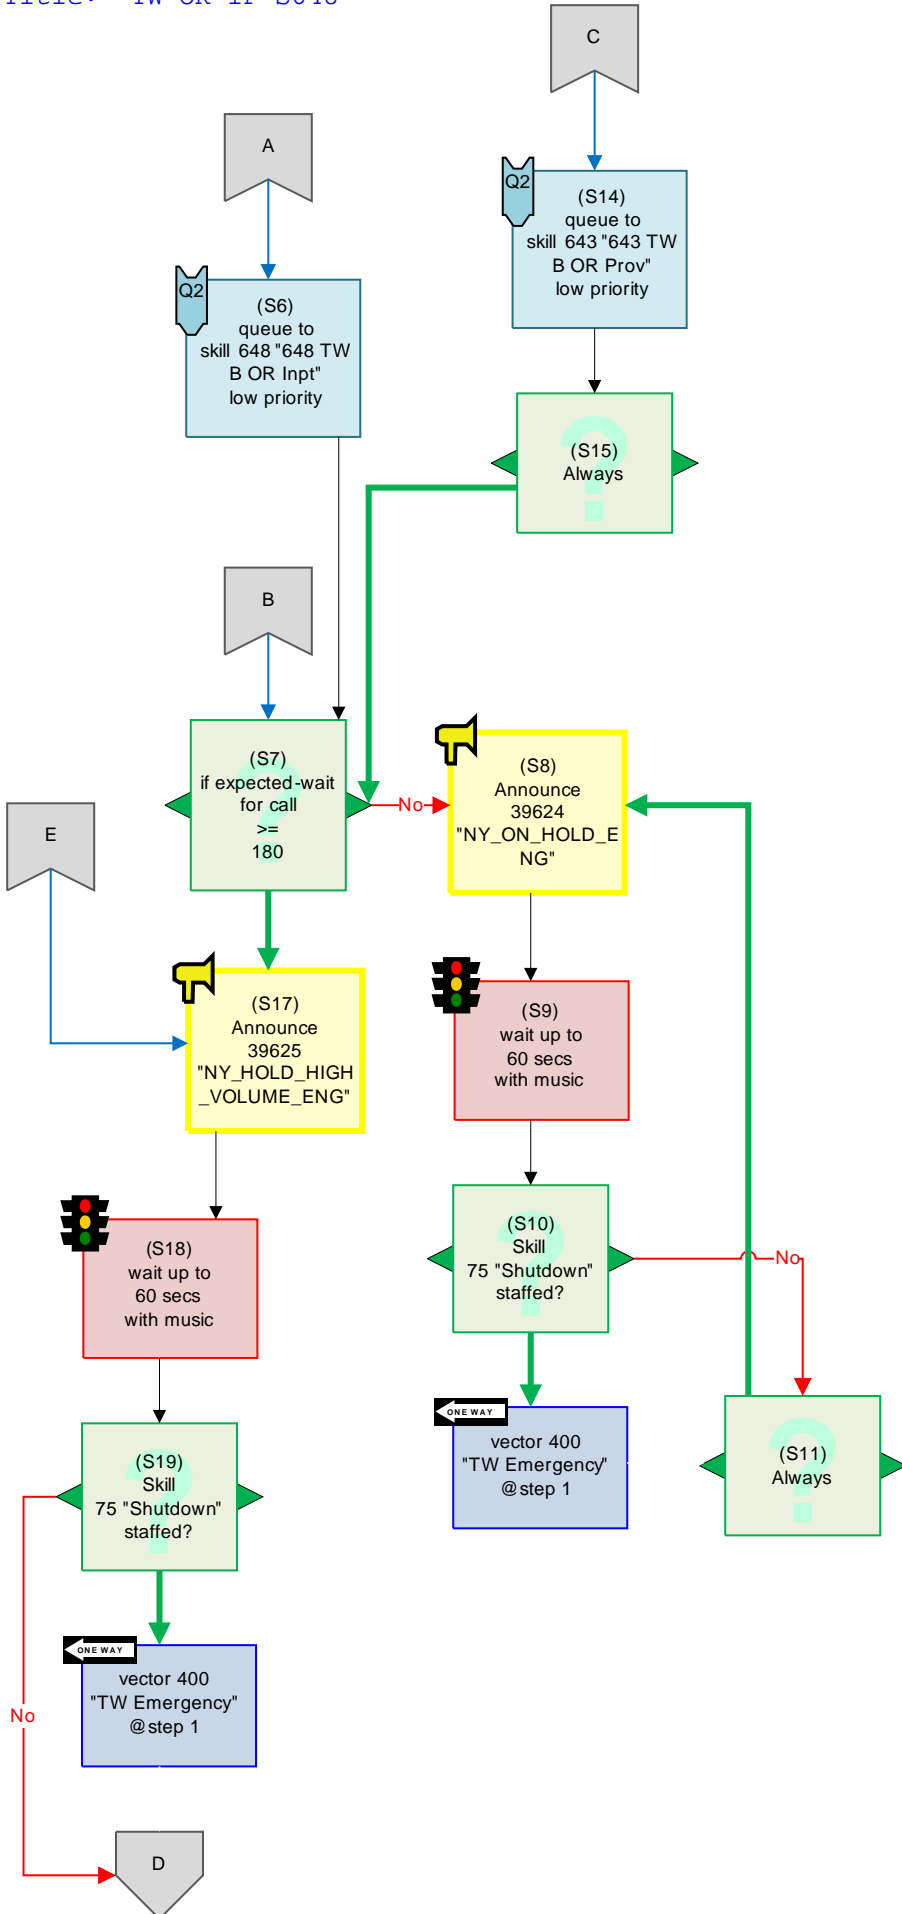 C
A
Q2
(S14)
queue to
skill 643 "643 TW
B OR Prov"
low priority
Q2
(S6)
queue to
skill 648 "648 TW
B OR Inpt"
low priority
(S15)
Always
B
(S7)
if expected-wait
for call
>=
180
No
(S8)
Announce
39624
"NY_ON_HOLD_E
NG"
E
(S17)
Announce
39625
"NY_HOLD_HIGH
_VOLUME_ENG"
(S9)
wait up to
60 secs
with music
(S18)
wait up to
60 secs
with music
(S10)
Skill
75 "Shutdown"
staffed?
No
ONE WAY
vector 400
"TW Emergency"
@step 1
(S11)
Always
(S19)
Skill
75 "Shutdown"
staffed?
ONE WAY
vector 400
"TW Emergency"
@step 1
No
D